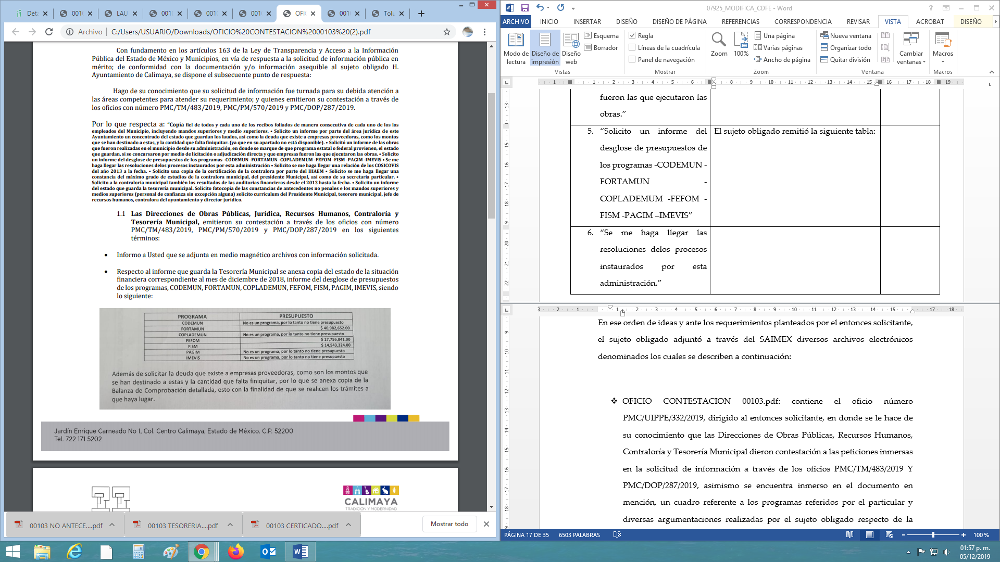 Deta
0010
LAU
0010
0010
0010
OFIC
0010
Tolu
Archivo
C:/Users/USUARIO/Downloads/OFICIO%20CONTESTACION%2000103%20(2).pdf
Con fundamento en los artículos 163 de la Ley de Transparencia y Acceso a la Información
Pública del Estado de México y Municipios, en vía de respuesta a la solicitud de información pública en
mérito; de conformidad con la documentación y/o información asequible al sujeto obligado H.
Ayuntamiento de Calimaya, se dispone el subsecuente punto de respuesta:
Hago de su conocimiento que su solicitud de información fue turnada para su debida atención a
las áreas competentes para atender su requerimiento; y quienes emitieron su contestación a través de
los oficios con número PMC/TM/483/2019, PMC/PM/570/2019 y PMC/DOP/287/2019.
Por lo que respecta a: “Copia fiel de todos y cada uno de los recibos foliados de manera consecutiva de cada uno de los los
empleados del Municipio, incluyendo mandos superiores y medio superiores. • Solicito un informe por parte del área jurídica de este
Ayuntamiento un concentrado del estado que guardan los laudos, así como la deuda que existe a empresas proveedoras, como los montos
que se han destinado a estas, y la cantidad que falta finiquitar. (ya que en su apartado no está disponible). • Solicitó un informe de las obras
que fueron realizadas en el municipio desde su administración, en donde se marque de que programa estatal o federal provienen, el estado
que guardan, si se concursaron por medio de licitación o adjudicación directa y que empresas fueron las que ejecutaron las obras. • Solicito
un informe del desglose de presupuestos de los programas -CODEMUN -FORTAMUN -COPLADEMUM -FEFOM -FISM -PAGIM -IMEVIS • Se me
haga llegar las resoluciones delos procesos instaurados por esta administración • Solicito se me haga llegar una relación de los COSICOVIS
del año 2013 a la fecha. • Solicito una copia de la certificación de la contralora por parte del IHAEM • Solicito se me haga llegar una
constancia del máximo grado de estudios de la contralora municipal, del presidente Municipal, así como de su secretaria particular. •
Solicito a la contraloría municipal también los resultados de las auditorias financieras desde el 2013 hasta la fecha. • Solicito un informe
del estado que guarda la tesorería municipal. Solicito fotocopia de las constancias de antecedentes no penales e los mandos superiores y
medios superiores (personal de confianza sin excepción alguna) solicito curriculum del Presidente Municipal, tesorero municipal, jefe de
recursos humanos, contralora del ayuntamiento y director jurídico.
1.1 Las Direcciones de Obras Públicas, Jurídica, Recursos Humanos, Contraloría y
Tesorería Municipal, emitieron su contestación a través de los oficios con número
PMC/TM/483/2019, PMC/PM/570/2019 y PMC/DOP/287/2019 en los siguientes
términos:
• Informo a Usted que se adjunta en medio magnético archivos con información solicitada.
• Respecto al informe que guarda la Tesorería Municipal se anexa copia del estado de la situación
financiera correspondiente al mes de diciembre de 2018, informe del desglose de presupuestos
de los programas, CODEMUN, FORTAMUN, COPLADEMUN, FEFOM, FISM, PAGIM, IMEVIS, siendo
lo siguiente:
PROGRAMA PRESUPUESTO
CODEMUN No es un programa, por lo tanto no tiene presupuesto
FORTAMUN $ 40,982,652.00
COPLADEMUN No es un programa, por lo tanto no tiene presupuesto
FEFOM $ 17,756,841.00
FISM $ 14,543,324.00
PAGIM No es un programa, por lo tanto no tiene presupuesto
IMEVIS No es un programa, por lo tanto no tiene presupuesto
Además de solicitar la deuda que existe a empresas proveedoras, como son los montos que
se han destinado a estas y la cantidad que falta finiquitar, por lo que se anexa copia de la
Balanza de Comprobación detallada, esto con la finalidad de que se realicen los trámites a
que haya lugar.
Jardín Enrique Carneado No 1, Col. Centro Calimaya, Estado de México. C.P. 52200
Tel. 722 171 5202
CALIMAYA
TRADICIÓN Y MODERNIDAD
00103 NO ANTECE....pdf
00103 TESORERIA....pdf
00103 CERTICADO....pdf
Mostrar todo
07925_MODIFICA_CDFE - Word
ARCHIVO INICIO INSERTAR DISEÑO DISEÑO DE PÁGINA REFERENCIAS CORRESPONDENCIA REVISAR VISTA ACROBAT DISEÑO
Modo de lectura
Diseño de impresión
Diseño web
Esquema
Borrador
Vistas
Regla
Líneas de la cuadrícula
Panel de navegación
Mostrar
Zoom
100%
Una página
Varias páginas
Ancho de página
Zoom
Nueva ventana
Organizar todo
Quitar división
Cambiar ventanas
Ventana
Macros
Macros
fueron las que ejecutaron las
obras.”
5. “Solicito un informe del
desglose de presupuestos de
los programas -CODEMUN -
FORTAMUN -
COPLADEMUM -FEFOM -
FISM -PAGIM –IMEVIS”
El sujeto obligado remitió la siguiente tabla:
6. “Se me haga llegar las
resoluciones delos procesos
instaurados por esta
administración.”
En ese orden de ideas y ante los requerimientos planteados por el entonces solicitante,
el sujeto obligado adjuntó a través del SAIMEX diversos archivos electrónicos
denominados los cuales se describen a continuación:
❖ OFICIO CONTESTACION 00103.pdf: contiene el oficio número
PMC/UIPPE/332/2019, dirigido al entonces solicitante, en donde se le hace de
su conocimiento que las Direcciones de Obras Públicas, Recursos Humanos,
Contraloría y Tesorería Municipal dieron contestación a las peticiones inmersas
en la solicitud de información a través de los oficios PMC/TM/483/2019 Y
PMC/DOP/287/2019, asimismo se encuentra inmerso en el documento en
mención, un cuadro referente a los programas referidos por el particular y
diversas argumentaciones realizadas por el sujeto obligado respecto de la
PÁGINA 17 DE 35 6503 PALABRAS
100 %
01:57 p. m.
05/12/2019